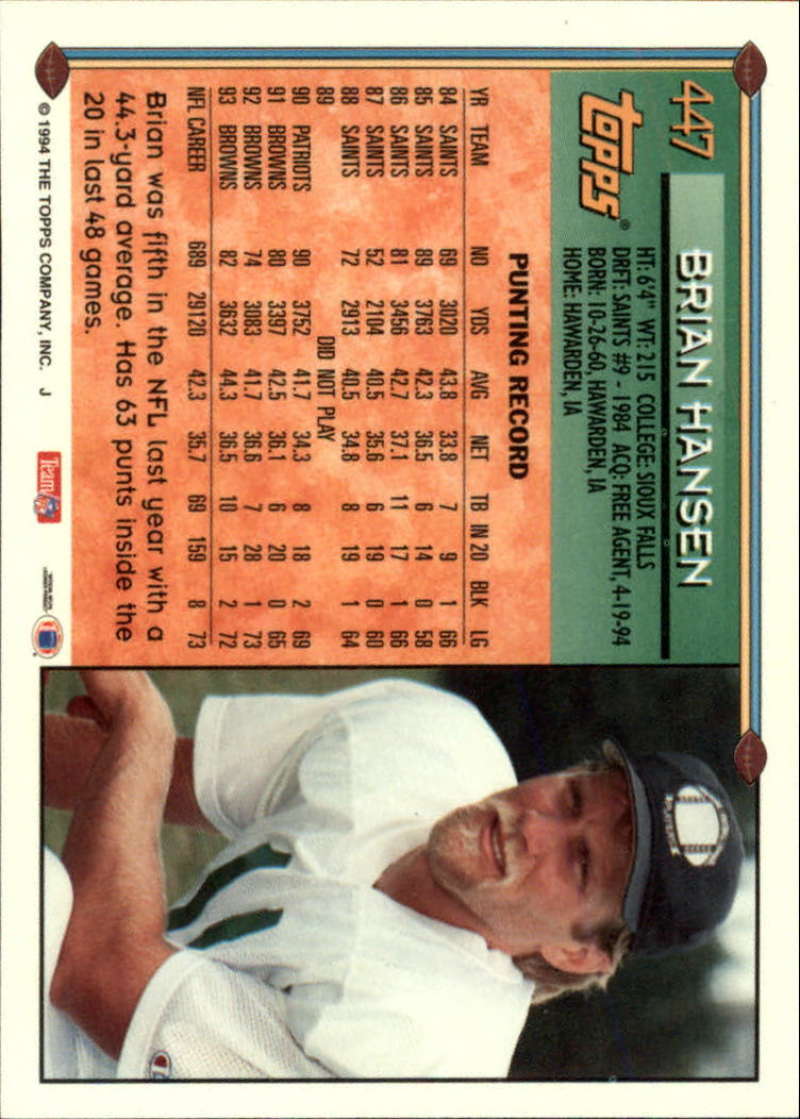 447
BRIAN HANSEN
topps®
HT: 6'4" WT: 215 COLLEGE: SIOUX FALLS
DRFT: SAINTS #9 - 1984 ACQ: FREE AGENT, 4-19-94
BORN: 10-26-60, HAWARDEN, IA
HOME: HAWARDEN, IA
PUNTING RECORD
YR TEAM NO YDS AVG NET TB IN 20 BLK LG
84 SAINTS 69 3020 43.8 33.8 7 9 1 66
85 SAINTS 89 3763 42.3 36.5 6 14 0 58
86 SAINTS 81 3456 42.7 37.1 11 17 1 66
87 SAINTS 52 2104 40.5 35.6 6 19 0 60
88 SAINTS 72 2913 40.5 34.8 8 19 1 64
89 DID NOT PLAY
90 PATRIOTS 90 3752 41.7 34.3 8 18 2 69
91 BROWNS 80 3397 42.5 36.1 6 20 0 65
92 BROWNS 74 3083 41.7 36.6 7 28 1 73
93 BROWNS 82 3632 44.3 36.5 10 15 2 72
NFL CAREER 689 29120 42.3 35.7 69 159 8 73
Brian was fifth in the NFL last year with a
44.3-yard average. Has 63 punts inside the
20 in last 48 games.
© 1994 THE TOPPS COMPANY, INC. J
Team NFL
PLAYERS